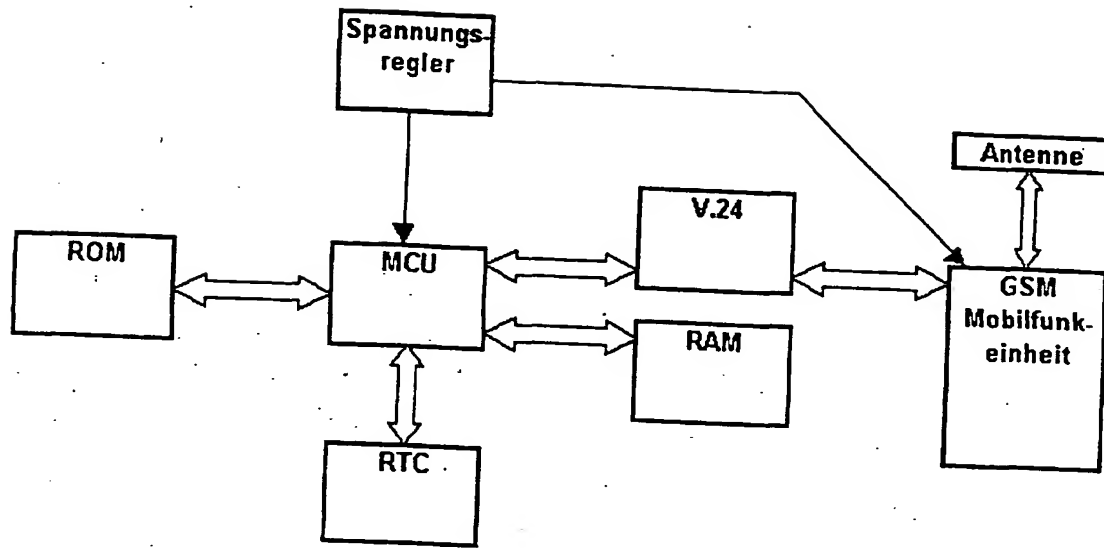 Spannungs-
regler
Antenne
V.24
ROM
MCU
GSM
Mobilfunk-
einheit
RAM
RTC